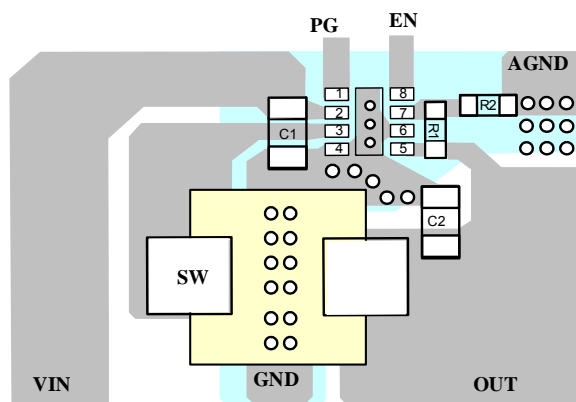 PG EN
AGND
1 8
2 7
3 6
4 5
C1
R1
R2
C2
SW
VIN
GND
OUT